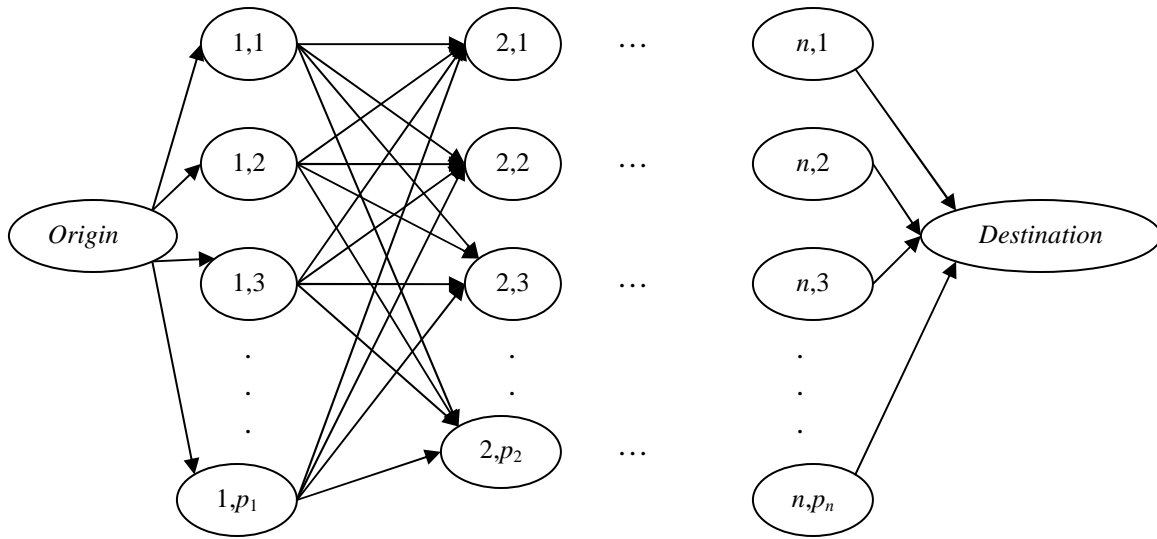 1,1 2,1 … n,1
1,2 2,2 … n,2
Origin Destination
1,3 2,3 … n,3
. . .
. . .
. .
2,p₂ …
1,p₁ n,pₙ